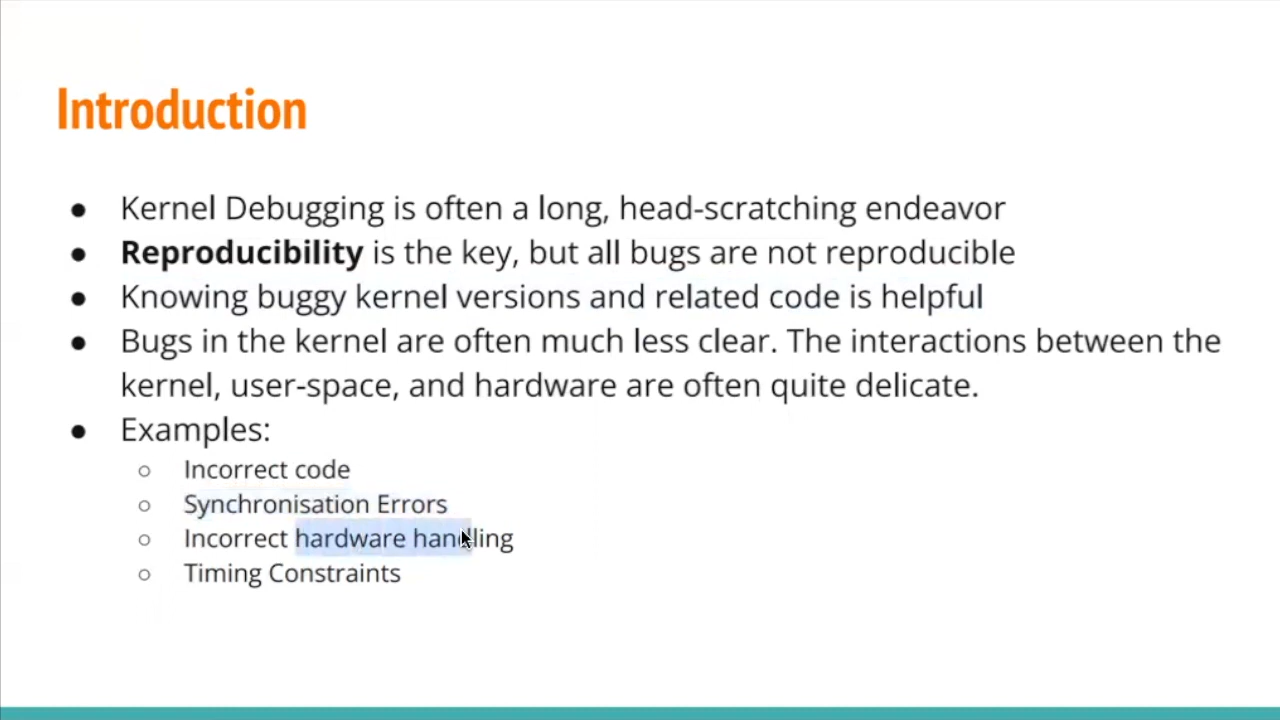 Introduction
● Kernel Debugging is often a long, head-scratching endeavor
● Reproducibility is the key, but all bugs are not reproducible
● Knowing buggy kernel versions and related code is helpful
● Bugs in the kernel are often much less clear. The interactions between the
kernel, user-space, and hardware are often quite delicate.
● Examples:
○ Incorrect code
○ Synchronisation Errors
○ Incorrect hardware handling
○ Timing Constraints